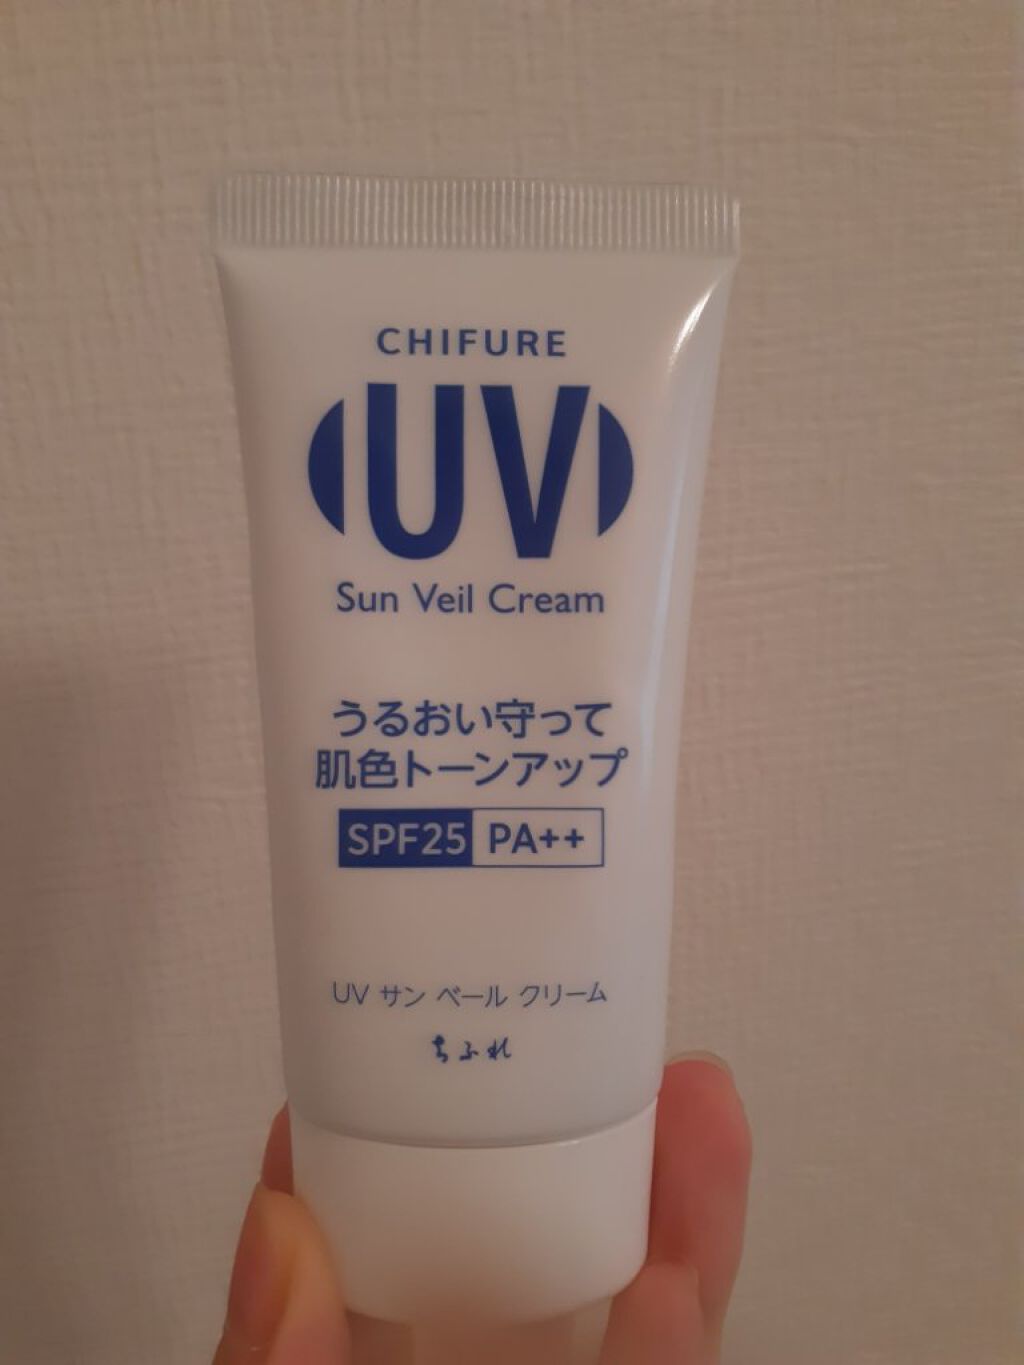 CHIFURE
UV
Sun Veil Cream
うるおい守って
肌色トーンアップ
SPF25 PA++
UV サン ベール クリーム
ちふれ